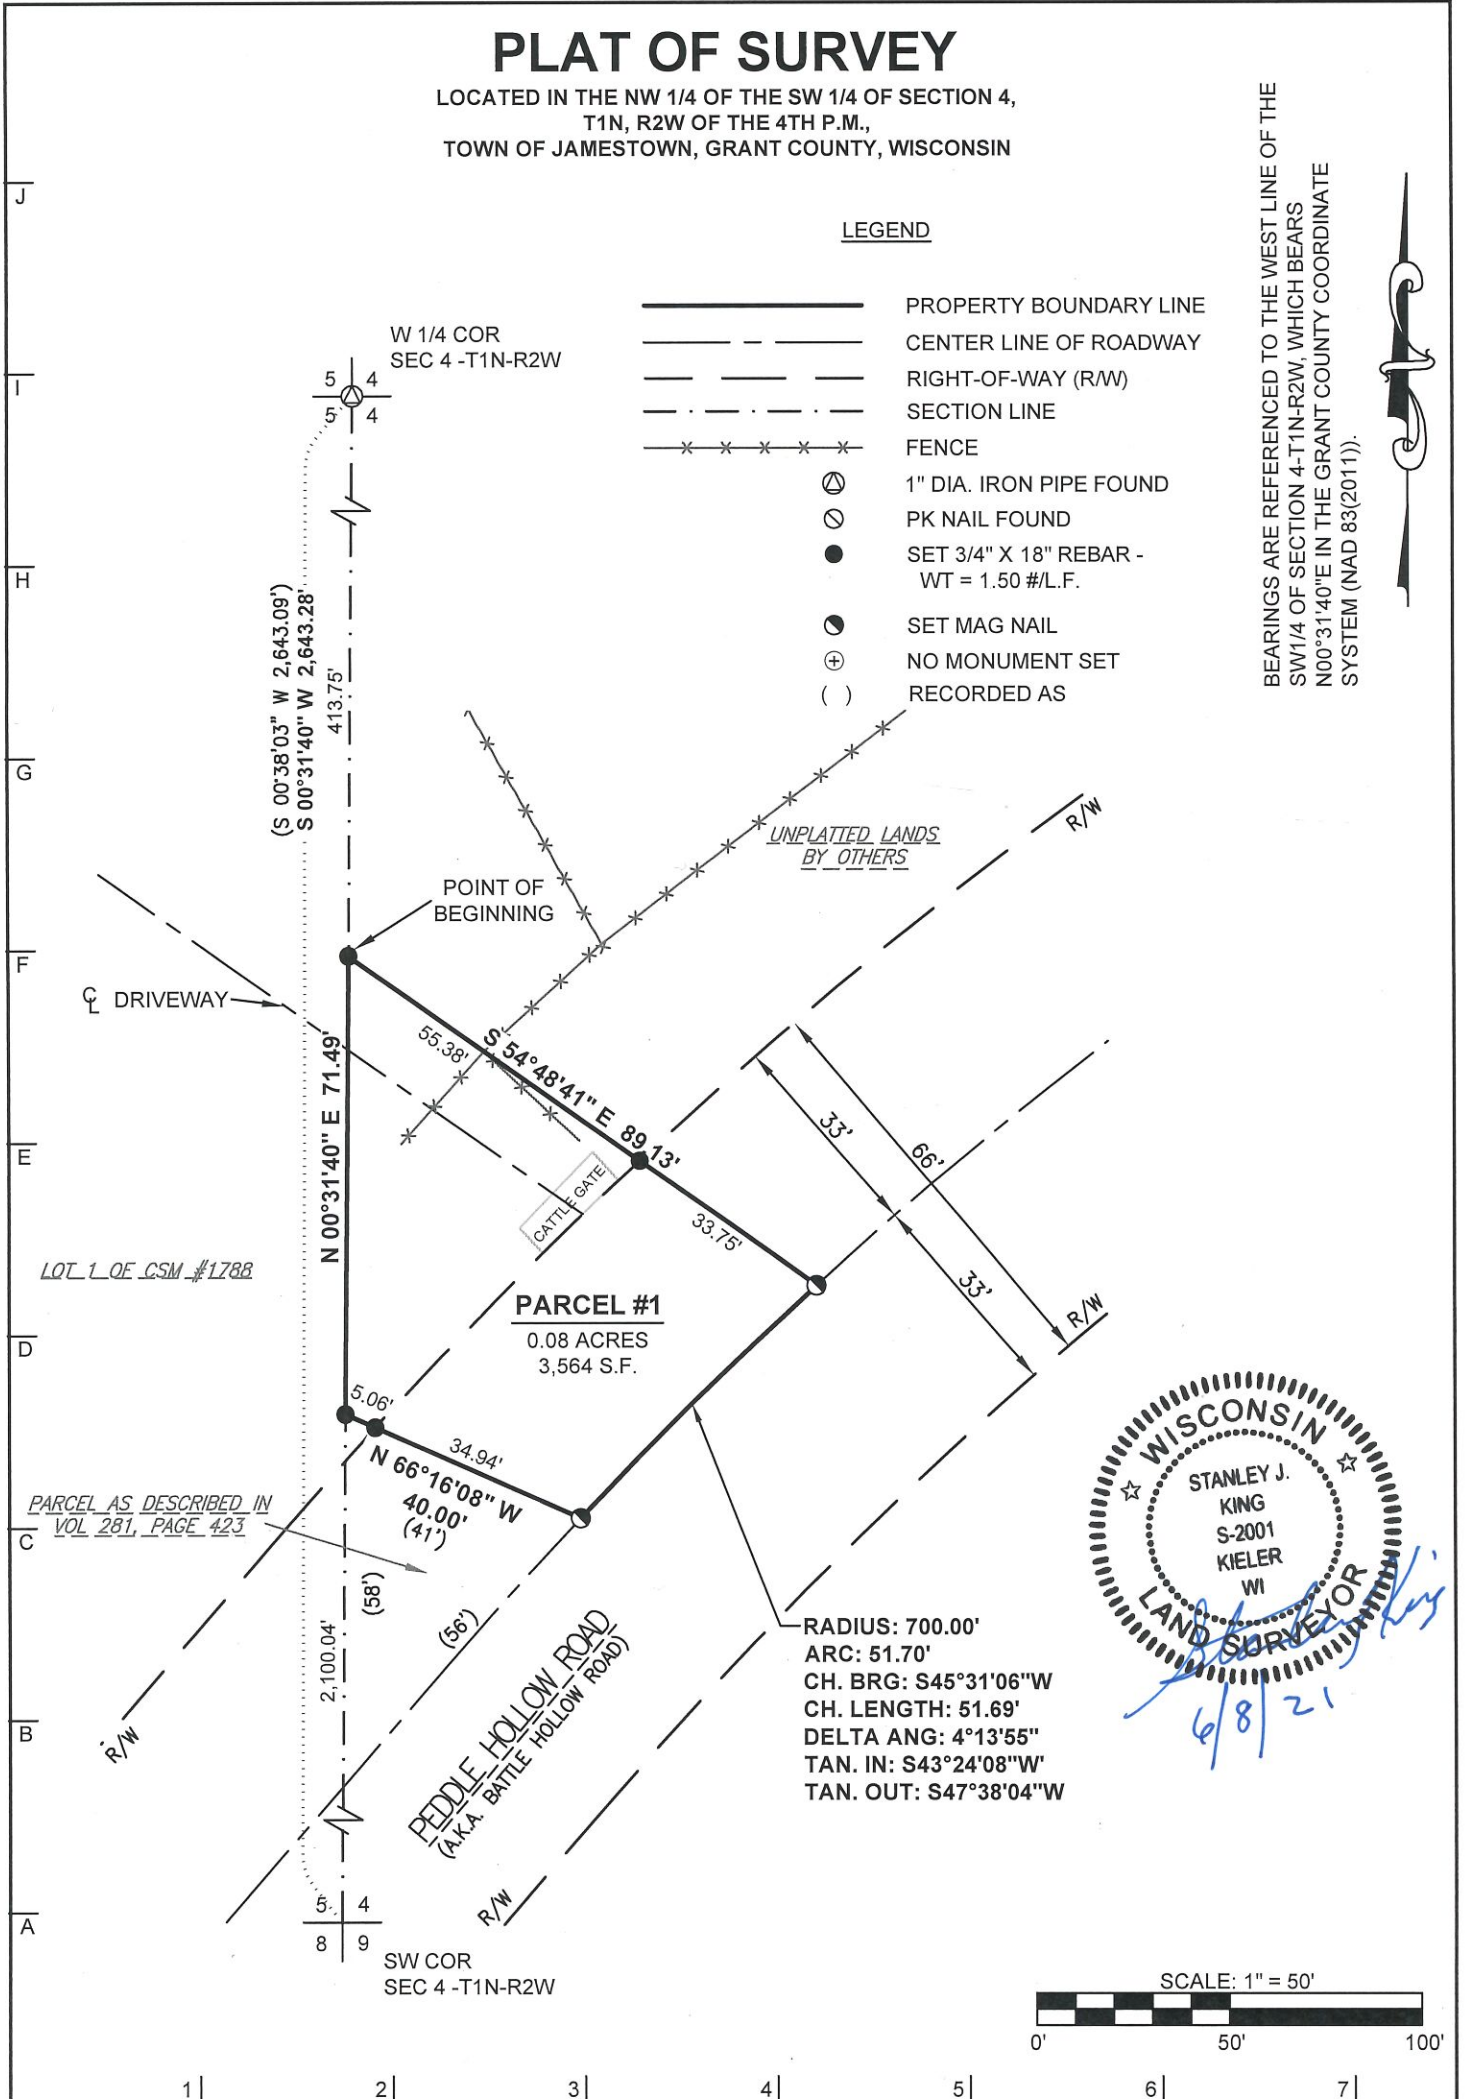 PLAT OF SURVEY
LOCATED IN THE NW 1/4 OF THE SW 1/4 OF SECTION 4,
T1N, R2W OF THE 4TH P.M.,
TOWN OF JAMESTOWN, GRANT COUNTY, WISCONSIN
BEARINGS ARE REFERENCED TO THE WEST LINE OF THE
SW1/4 OF SECTION 4-T1N-R2W, WHICH BEARS
N00°31'40"E IN THE GRANT COUNTY COORDINATE
SYSTEM (NAD 83(2011)).
LEGEND
PROPERTY BOUNDARY LINE
CENTER LINE OF ROADWAY
RIGHT-OF-WAY (R/W)
SECTION LINE
FENCE
1" DIA. IRON PIPE FOUND
PK NAIL FOUND
SET 3/4" X 18" REBAR -
WT = 1.50 #/L.F.
SET MAG NAIL
NO MONUMENT SET
( ) RECORDED AS
W 1/4 COR
SEC 4 -T1N-R2W
5 4
5 4
(S 00°38'03" W 2,643.09')
S 00°31'40" W 2,643.28'
413.75'
UNPLATTED LANDS
BY OTHERS
R/W
POINT OF
BEGINNING
℄ DRIVEWAY
55.38'
S 54°48'41" E 89.13'
N 00°31'40" E 71.49'
CATTLE GATE
33.75'
33'
66'
33'
R/W
LOT 1 OF CSM #1788
PARCEL #1
0.08 ACRES
3,564 S.F.
5.06'
34.94'
N 66°16'08" W
40.00'
(41')
PARCEL AS DESCRIBED IN
VOL 281, PAGE 423
(58')
(56')
2,100.04'
R/W
PEDDLE HOLLOW ROAD
(A.K.A. BATTLE HOLLOW ROAD)
R/W
RADIUS: 700.00'
ARC: 51.70'
CH. BRG: S45°31'06"W
CH. LENGTH: 51.69'
DELTA ANG: 4°13'55"
TAN. IN: S43°24'08"W'
TAN. OUT: S47°38'04"W
WISCONSIN
STANLEY J.
KING
S-2001
KIELER
WI
LAND SURVEYOR
Stanley King
6/8/21
5 4
8 9
SW COR
SEC 4 -T1N-R2W
SCALE: 1" = 50'
0' 50' 100'
J
I
H
G
F
E
D
C
B
A
1 2 3 4 5 6 7